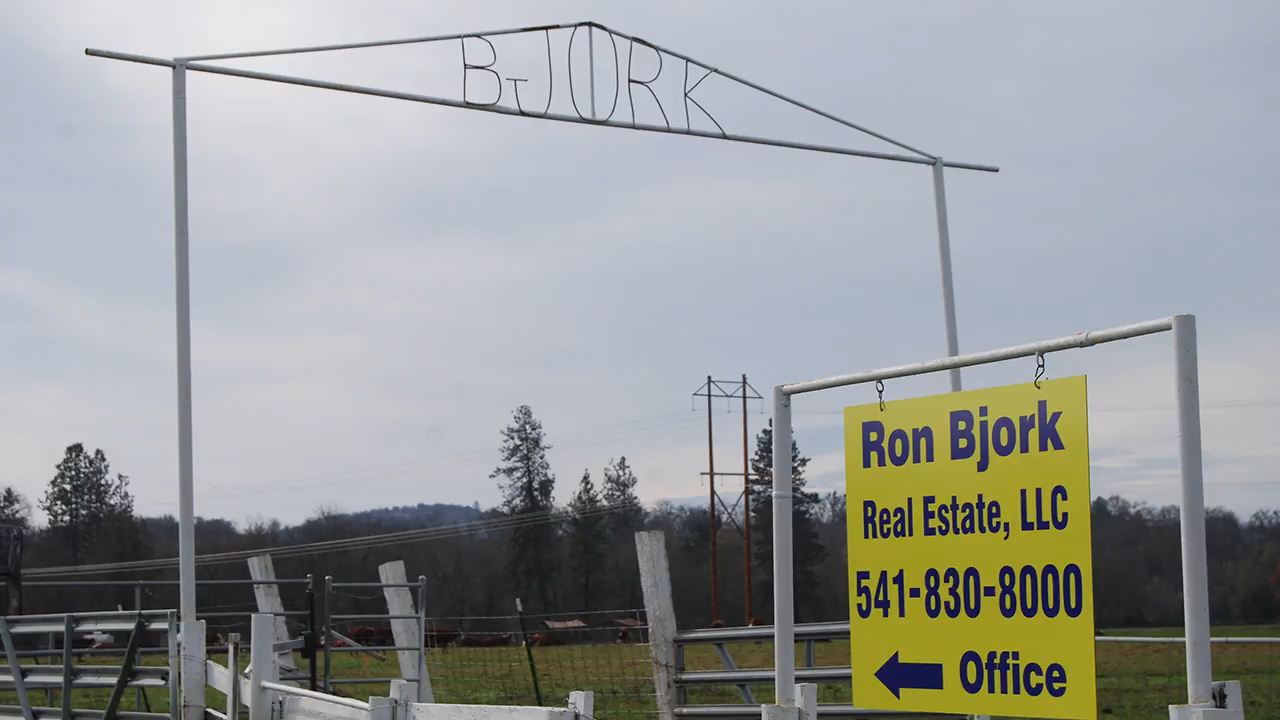 BJORK
Ron Bjork
Real Estate, LLC
541-830-8000
Office